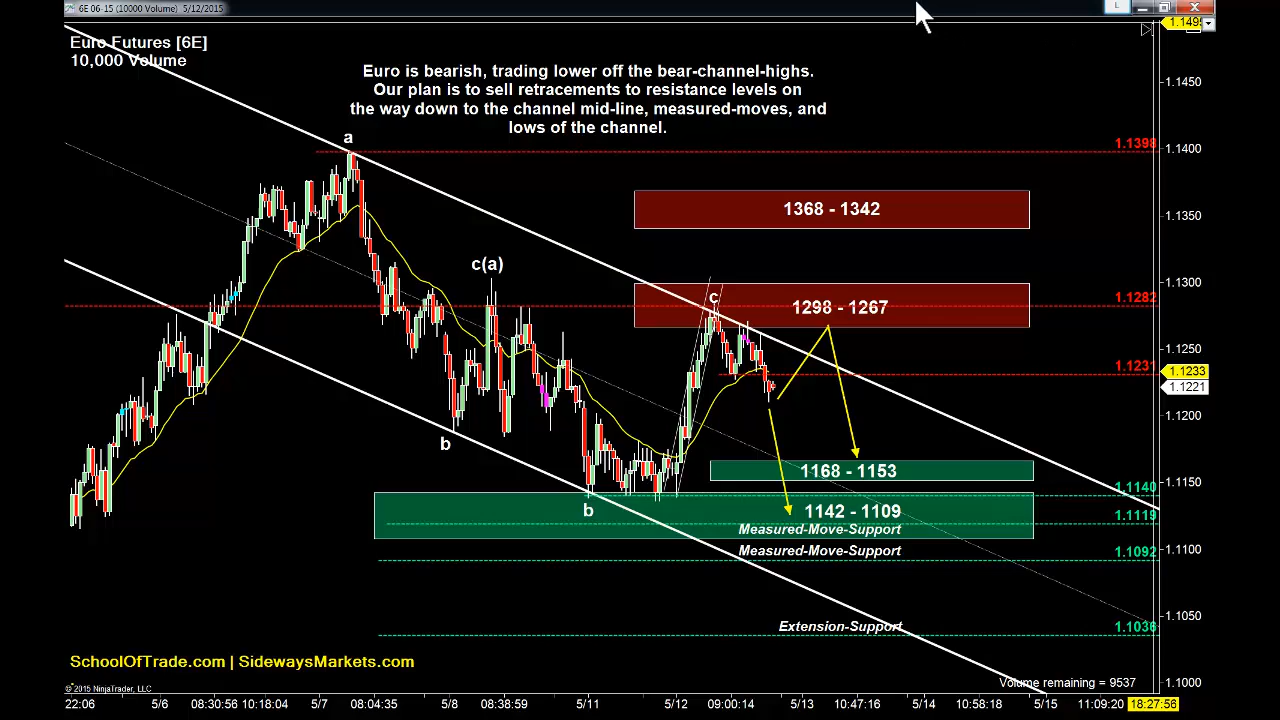 6E 06-15 (10000 Volume) 5/12/2015
L
1.1495
Euro Futures [6E]
10,000 Volume
Euro is bearish, trading lower off the bear-channel-highs.
Our plan is to sell retracements to resistance levels on
the way down to the channel mid-line, measured-moves, and
lows of the channel.
1.1450
a
1.1398
1.1400
1368 - 1342
1.1350
c(a)
1.1300
c
1298 - 1267
1.1282
1.1250
1.1231
1.1233
1.1221
1.1200
b
1168 - 1153
1.1150
1.1140
b
1142 - 1109
1.1119
Measured-Move-Support
Measured-Move-Support
1.1092
1.1100
1.1050
Extension-Support
1.1036
SchoolOfTrade.com | SidewaysMarkets.com
Volume remaining = 9537
1.1000
© 2015 NinjaTrader, LLC
22:06 5/6 08:30:56 10:18:04 5/7 08:04:35 5/8 08:38:59 5/11 5/12 09:00:14 5/13 10:47:16 5/14 10:58:18 5/15 11:09:20 18:27:56